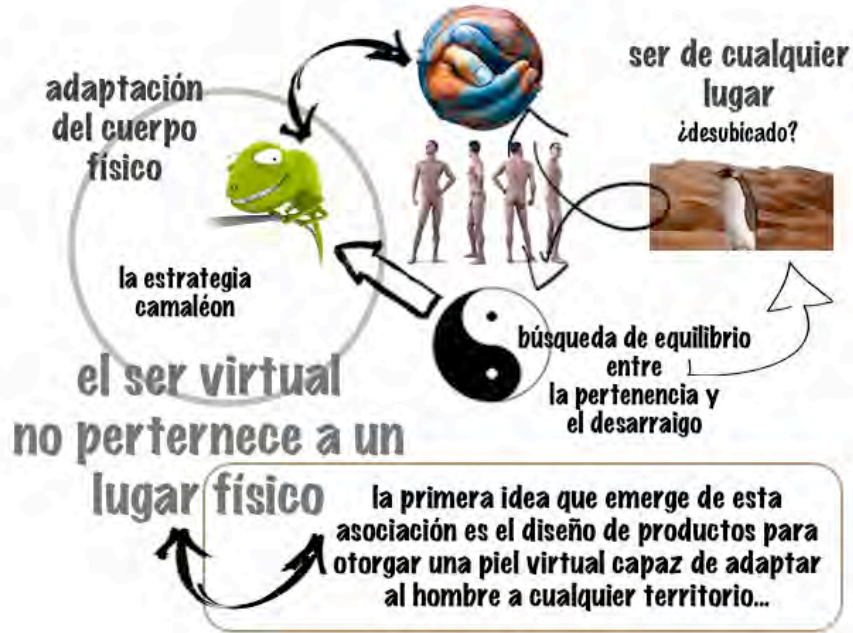 adaptación
del cuerpo
físico
ser de cualquier
lugar
¿desubicado?
la estrategia
camaléon
búsqueda de equilibrio
entre
la pertenencia y
el desarraigo
el ser virtual
no perternece a un
lugar físico
la primera idea que emerge de esta
asociación es el diseño de productos para
otorgar una piel virtual capaz de adaptar
al hombre a cualquier territorio...